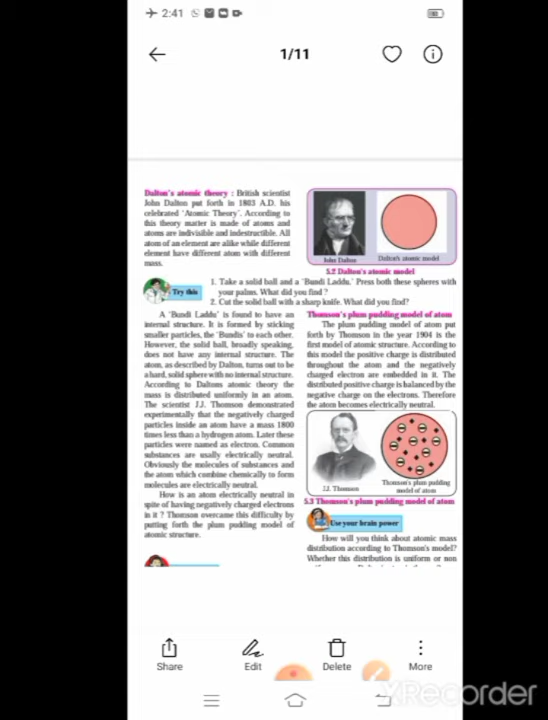 2:41
1/11
Dalton's atomic theory : British scientist
John Dalton put forth in 1803 A.D. his
celebrated 'Atomic Theory'. According to
this theory matter is made of atoms and
atoms are indivisible and indestructible. All
atom of an element are alike while different
element have different atom with different
mass.
John Dalton
Dalton's atomic model
5.2 Dalton's atomic model
Try this
1. Take a solid ball and a 'Bundi Laddu.' Press both these spheres with
your palms. What did you find ?
2. Cut the solid ball with a sharp knife. What did you find?
A 'Bundi Laddu' is found to have an
internal structure. It is formed by sticking
smaller particles, the 'Bundis' to each other.
However, the solid ball, broadly speaking,
does not have any internal structure. The
atom, as described by Dalton, turns out to be
a hard, solid sphere with no internal structure.
According to Daltons atomic theory the
mass is distributed uniformly in an atom.
The scientist J.J. Thomson demonstrated
experimentally that the negatively charged
particles inside an atom have a mass 1800
times less than a hydrogen atom. Later these
particles were named as electron. Common
substances are usally electrically neutral.
Obviously the molecules of substances and
the atom which combine chemically to form
molecules are electrically neutral.
How is an atom electrically neutral in
spite of having negatively charged electrons
in it ? Thomson overcame this difficulty by
putting forth the plum pudding model of
atomic structure.
Thomson's plum pudding model of atom
The plum pudding model of atom put
forth by Thomson in the year 1904 is the
first model of atomic structure. According to
this model the positive charge is distributed
throughout the atom and the negatively
charged electron are embedded in it. The
distributed positive charge is balanced by the
negative charge on the electrons. Therefore
the atom becomes electrically neutral.
J.J. Thomson
Thomson's plum pudding
model of atom
5.3 Thomson's plum pudding model of atom
Use your brain power
How will you think about atomic mass
distribution according to Thomson's model?
Whether this distribution is uniform or non
Share
Edit
Delete
More
XRecorder